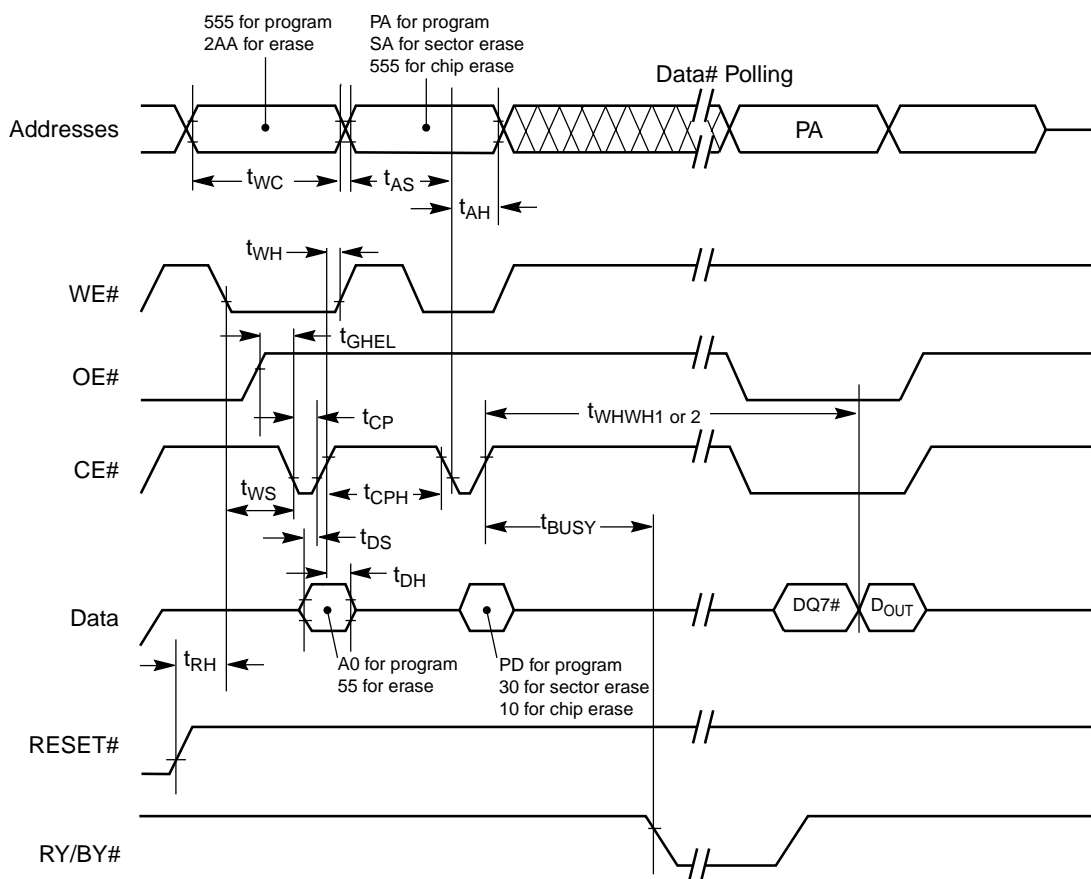 555 for program
2AA for erase
PA for program
SA for sector erase
555 for chip erase
Data# Polling
Addresses
PA
tWC
tAS
tAH
tWH
WE#
tGHEL
OE#
tWHWH1 or 2
tCP
CE#
tWS
tCPH
tBUSY
tDS
tDH
Data
DQ7#
DOUT
tRH
A0 for program
55 for erase
PD for program
30 for sector erase
10 for chip erase
RESET#
RY/BY#